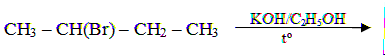 CH₃ – CH(Br) – CH₂ – CH₃ KOH/C₂H₅OH
t°